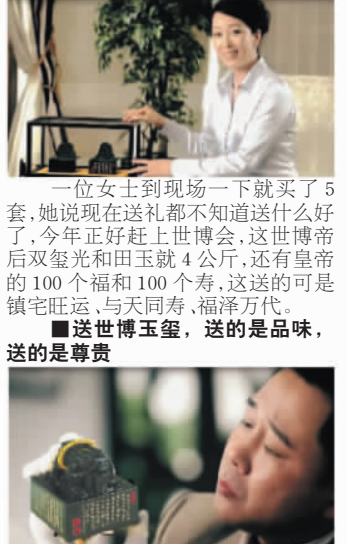 一位女士到现场一下就买了5
套，她说现在送礼都不知道送什么好
了，今年正好赶上世博会，这世博帝
后双玺光和田玉就4公斤，还有皇帝
的100个福和100个寿，这送的可是
镇宅旺运、与天同寿、福泽万代。
■送世博玉玺，送的是品味，
送的是尊贵